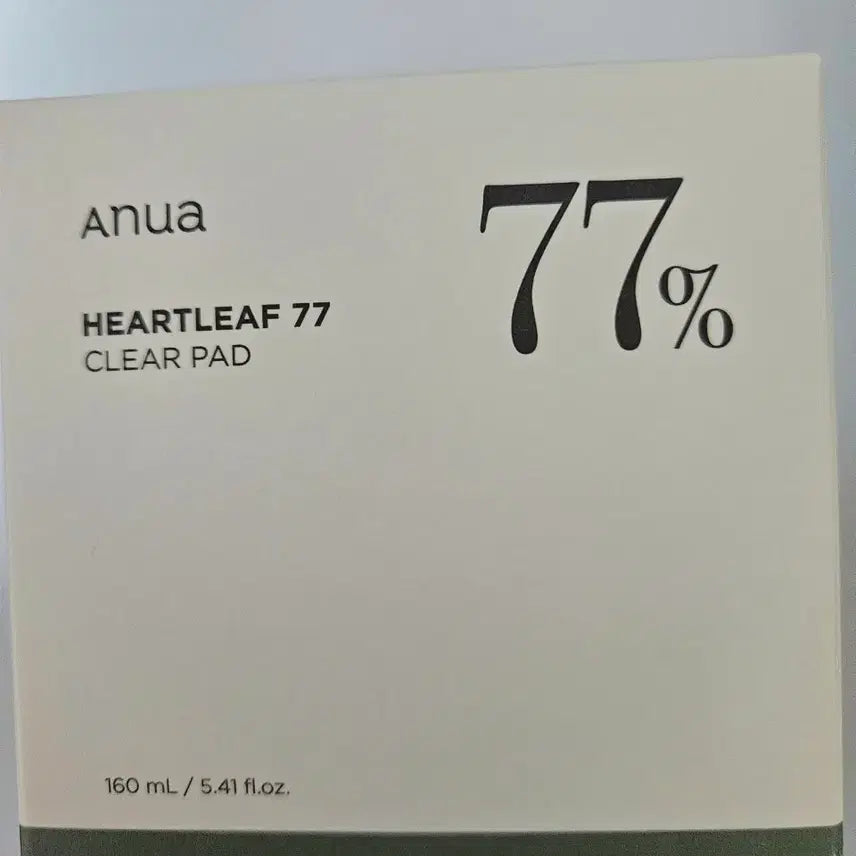 Anua
77%
HEARTLEAF 77
CLEAR PAD
160 mL / 5.41 fl.oz.